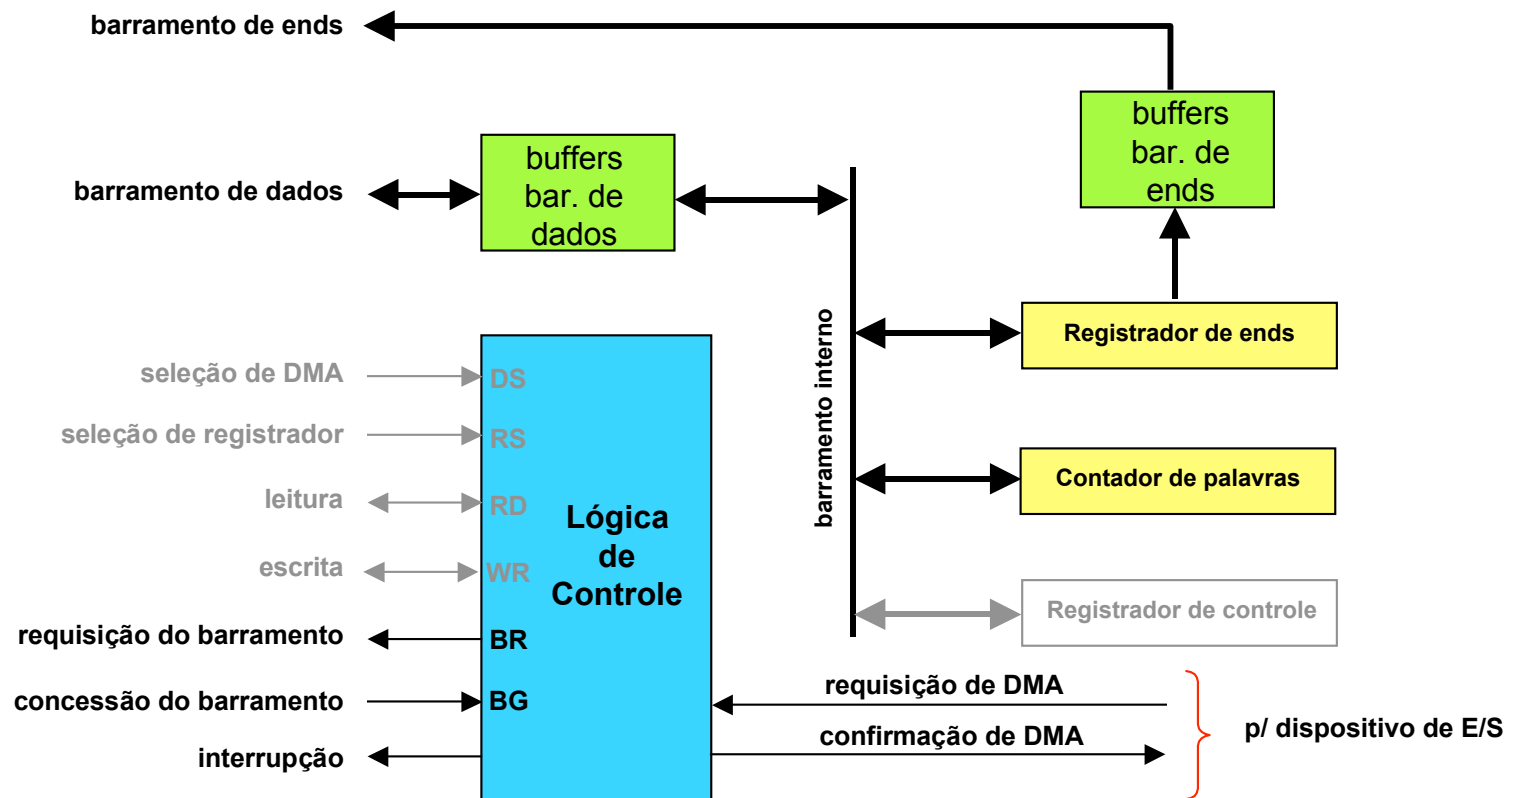 barramento de ends
buffers
bar. de
ends
barramento de dados
buffers
bar. de
dados
barramento interno
Registrador de ends
Contador de palavras
Registrador de controle
seleção de DMA
DS
seleção de registrador
RS
leitura
RD
escrita
WR
requisição do barramento
BR
concessão do barramento
BG
interrupção
Lógica
de
Controle
requisição de DMA
confirmação de DMA
p/ dispositivo de E/S